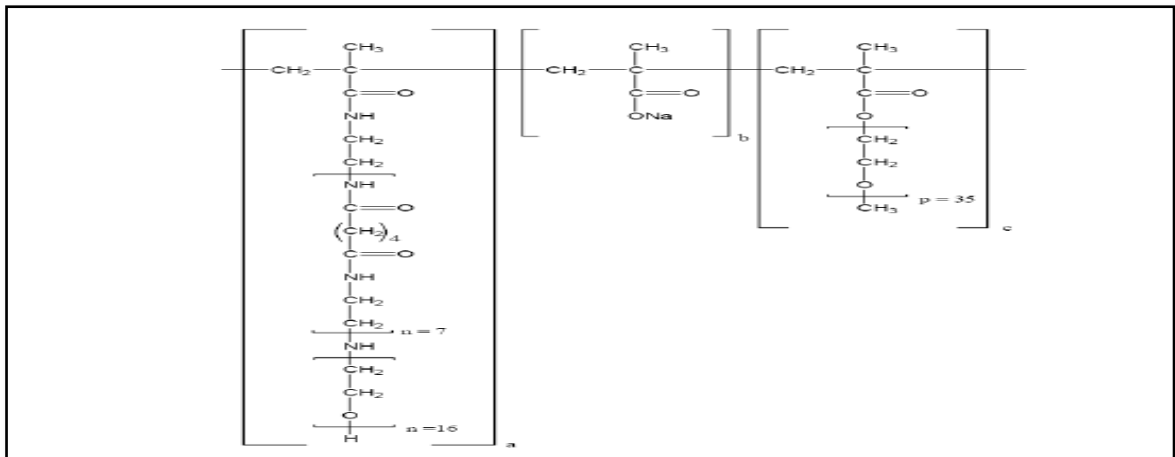 CH₃ CH₃ CH₃
CH₂ C CH₂ C CH₂ C
C O C O C O
NH ONa O
CH₂ b CH₂
CH₂ CH₂
NH O
C O CH₃ p = 35
(CH₂)₄ c
C O
NH
CH₂
CH₂ n = 7
NH
CH₂
CH₂
O n =16
H a